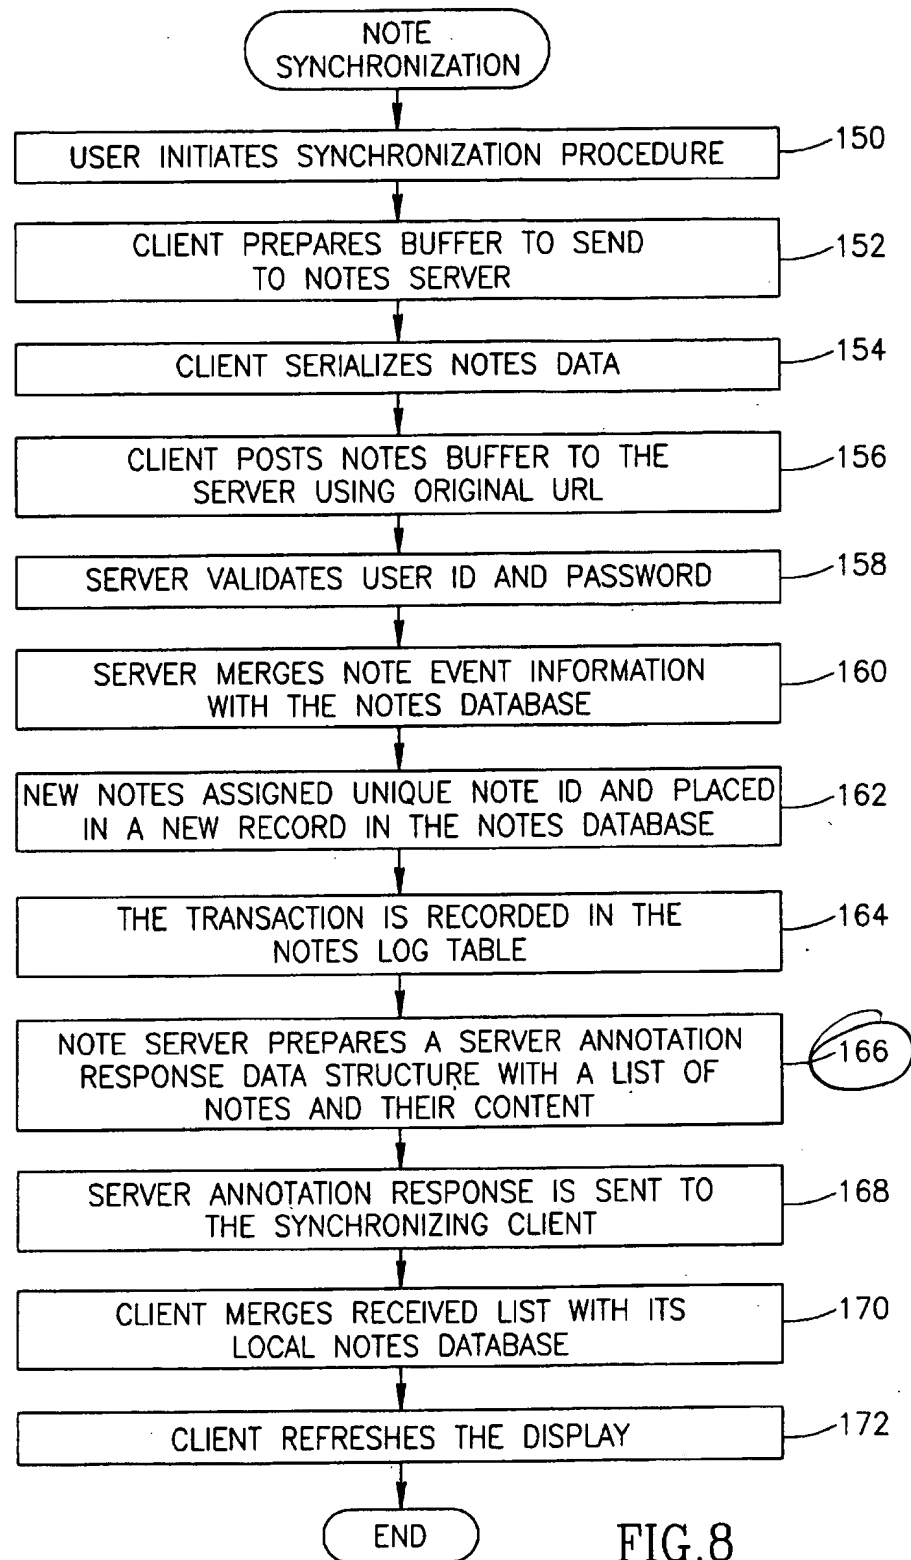 NOTE
SYNCHRONIZATION
USER INITIATES SYNCHRONIZATION PROCEDURE
150
CLIENT PREPARES BUFFER TO SEND
TO NOTES SERVER
152
CLIENT SERIALIZES NOTES DATA
154
CLIENT POSTS NOTES BUFFER TO THE
SERVER USING ORIGINAL URL
156
SERVER VALIDATES USER ID AND PASSWORD
158
SERVER MERGES NOTE EVENT INFORMATION
WITH THE NOTES DATABASE
160
NEW NOTES ASSIGNED UNIQUE NOTE ID AND PLACED
IN A NEW RECORD IN THE NOTES DATABASE
162
THE TRANSACTION IS RECORDED IN THE
NOTES LOG TABLE
164
NOTE SERVER PREPARES A SERVER ANNOTATION
RESPONSE DATA STRUCTURE WITH A LIST OF
NOTES AND THEIR CONTENT
166
SERVER ANNOTATION RESPONSE IS SENT TO
THE SYNCHRONIZING CLIENT
168
CLIENT MERGES RECEIVED LIST WITH ITS
LOCAL NOTES DATABASE
170
CLIENT REFRESHES THE DISPLAY
172
END
FIG.8